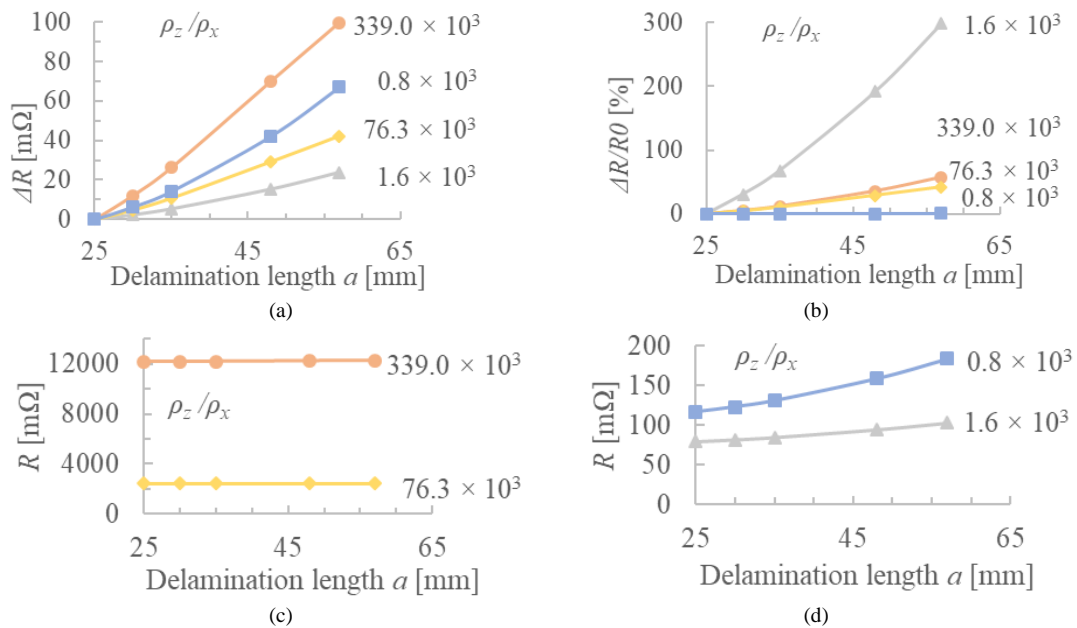 100
80
60
40
20
0
ΔR [mΩ]
ρz/ρx
339.0 × 10³
0.8 × 10³
76.3 × 10³
1.6 × 10³
25 45 65
Delamination length a [mm]
(a)
300
200
100
0
ΔR/R0 [%]
ρz/ρx
1.6 × 10³
339.0 × 10³
76.3 × 10³
0.8 × 10³
25 45 65
Delamination length a [mm]
(b)
12000
8000
4000
0
R [mΩ]
339.0 × 10³
ρz/ρx
76.3 × 10³
25 45 65
Delamination length a [mm]
(c)
200
150
100
50
0
R [mΩ]
ρz/ρx
0.8 × 10³
1.6 × 10³
25 45 65
Delamination length a [mm]
(d)